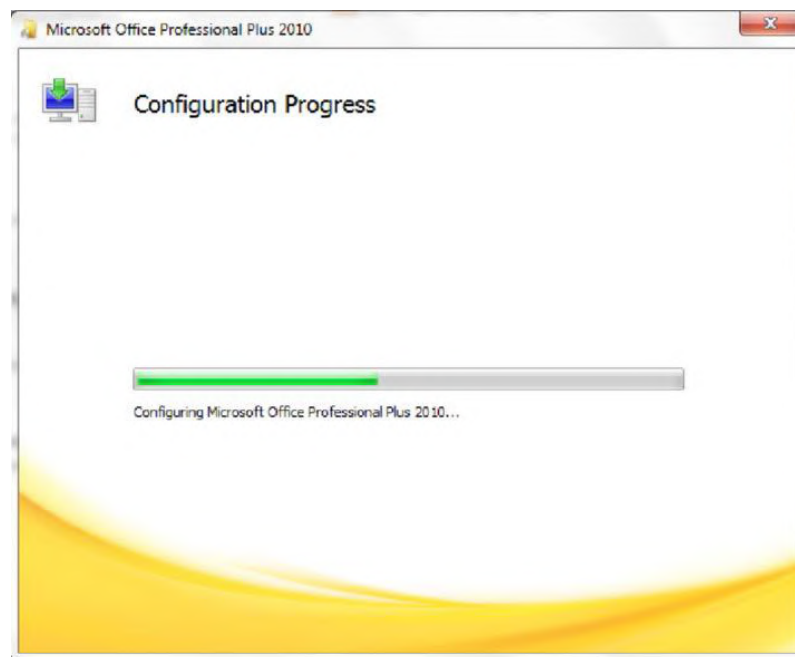 Microsoft Office Professional Plus 2010
Configuration Progress
Configuring Microsoft Office Professional Plus 2010...